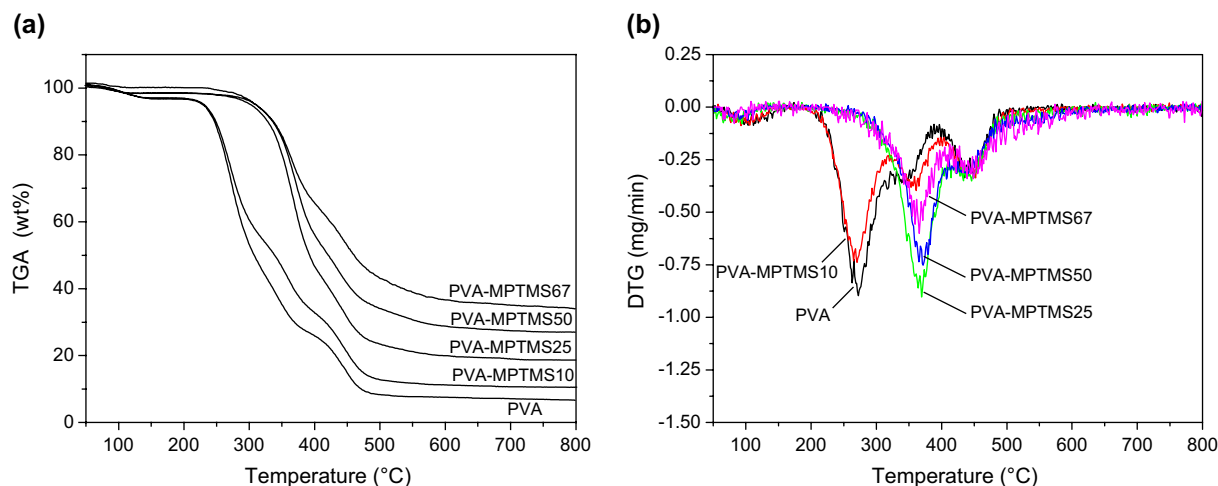 (a)
100
80
60
40
20
0
TGA (wt%)
PVA-MPTMS67
PVA-MPTMS50
PVA-MPTMS25
PVA-MPTMS10
PVA
100 200 300 400 500 600 700 800
Temperature (°C)
(b)
0.25
0.00
-0.25
-0.50
-0.75
-1.00
-1.25
-1.50
DTG (mg/min)
PVA-MPTMS67
PVA-MPTMS10
PVA-MPTMS50
PVA
PVA-MPTMS25
100 200 300 400 500 600 700 800
Temperature (°C)